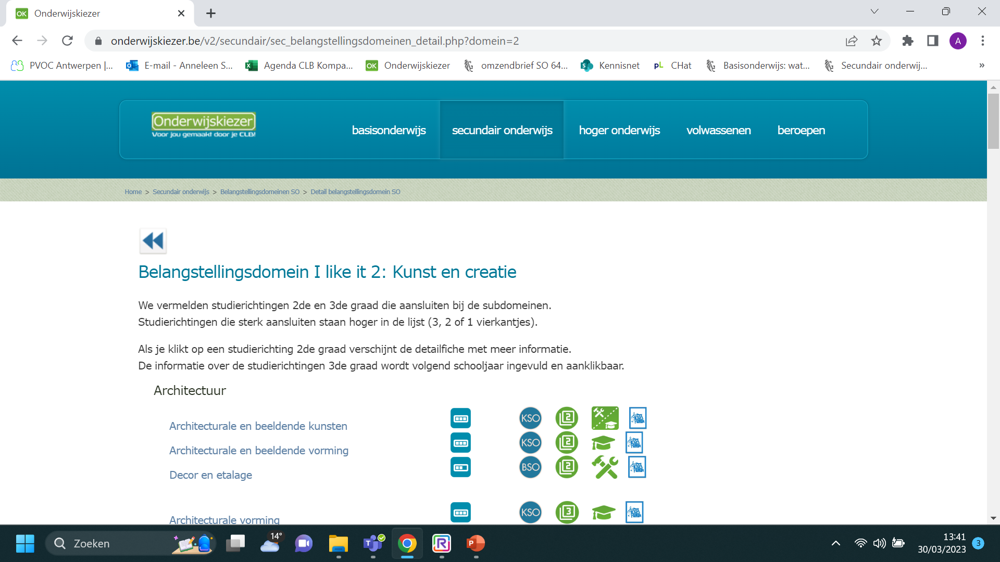 OK Onderwijskiezer
onderwijskiezer.be/v2/secundair/sec_belangstellingsdomeinen_detail.php?domein=2
A
PVOC Antwerpen |... E-mail - Anneleen S... Agenda CLB Kompa... OK Onderwijskiezer omzendbrief SO 64... Kennisnet pL CHat Basisonderwijs: wat... Secundair onderwij... »
Onderwijskiezer
Voor jou gemaakt door je CLB!
basisonderwijs secundair onderwijs hoger onderwijs volwassenen beroepen
Home > Secundair onderwijs > Belangstellingsdomeinen SO > Detail belangstellingsdomein SO
Belangstellingsdomein I like it 2: Kunst en creatie
We vermelden studierichtingen 2de en 3de graad die aansluiten bij de subdomeinen.
Studierichtingen die sterk aansluiten staan hoger in de lijst (3, 2 of 1 vierkantjes).
Als je klikt op een studierichting 2de graad verschijnt de detailfiche met meer informatie.
De informatie over de studierichtingen 3de graad wordt volgend schooljaar ingevuld en aanklikbaar.
Architectuur
Architecturale en beeldende kunsten KSO 2
Architecturale en beeldende vorming KSO 2
Decor en etalage BSO 2
Architecturale vorming KSO 3
Zoeken
14°
T
R
P
13:41
30/03/2023
3